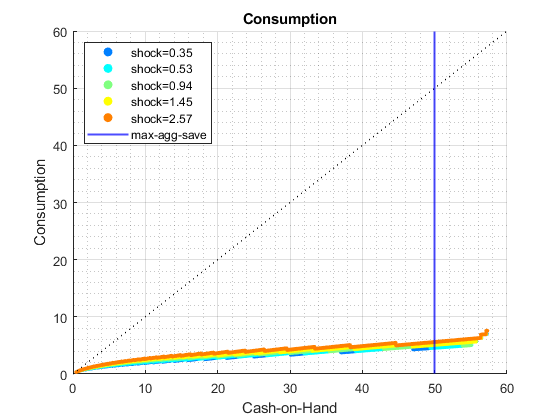 Consumption
60
50
40
30
20
10
0
Consumption
shock=0.35
shock=0.53
shock=0.94
shock=1.45
shock=2.57
max-agg-save
0 10 20 30 40 50 60
Cash-on-Hand